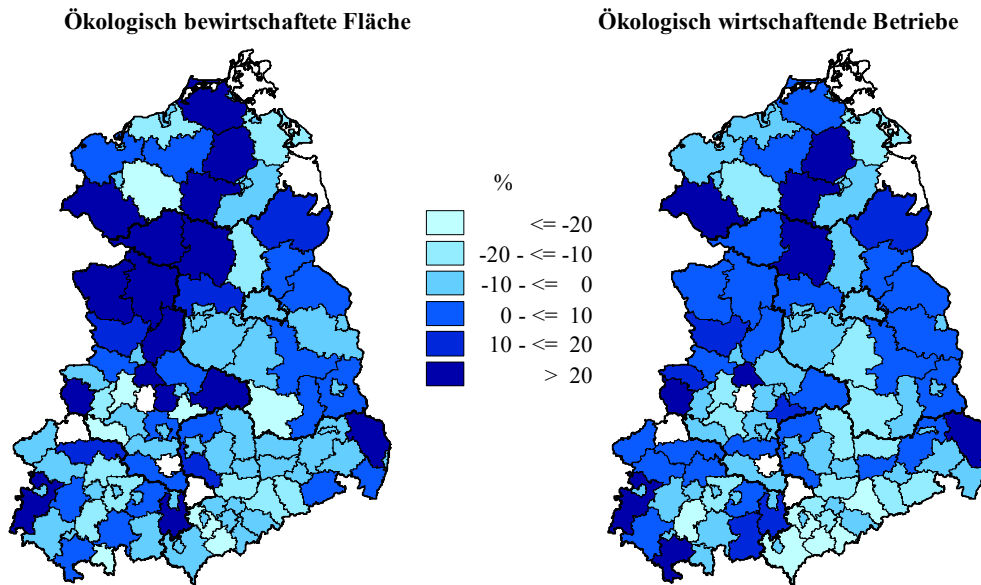 Ökologisch bewirtschaftete Fläche
Ökologisch wirtschaftende Betriebe
%
<= -20
-20 - <= -10
-10 - <= 0
0 - <= 10
10 - <= 20
> 20